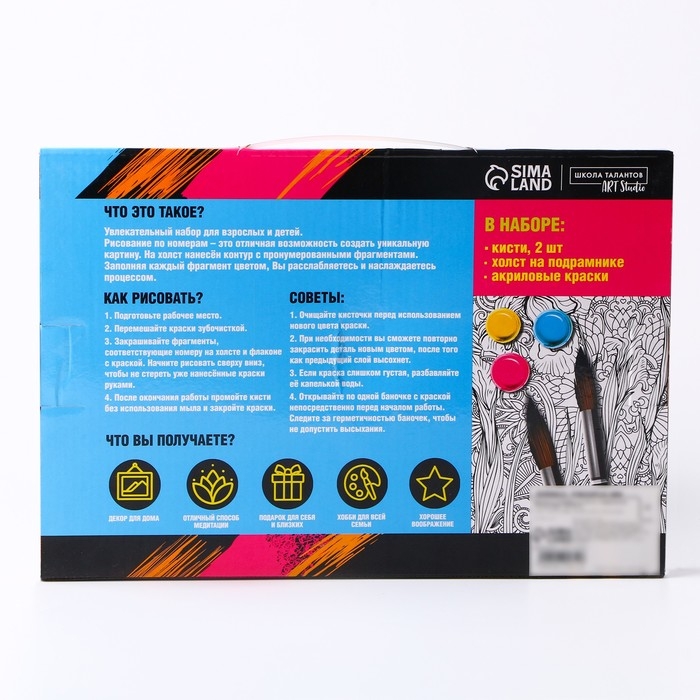 SIMA
LAND
ШКОЛА ТАЛАНТОВ
ART Studio
ЧТО ЭТО ТАКОЕ?
Увлекательный набор для взрослых и детей.
Рисование по номерам – это отличная возможность создать уникальную
картину. На холст нанесён контур с пронумерованными фрагментами.
Заполняя каждый фрагмент цветом, Вы расслабляетесь и наслаждаетесь
процессом.
КАК РИСОВАТЬ?
1. Подготовьте рабочее место.
2. Перемешайте краски зубочисткой.
3. Закрашивайте фрагменты,
соответствующие номеру на холсте и флаконе
с краской. Начните рисовать сверху вниз,
чтобы не стереть уже нанесённые краски
руками.
4. После окончания работы промойте кисти
без использования мыла и закройте краски.
СОВЕТЫ:
1. Очищайте кисточки перед использованием
нового цвета краски.
2. При необходимости вы сможете повторно
закрасить деталь новым цветом, после того
как предыдущий слой высохнет.
3. Если краска слишком густая, разбавляйте
её капелькой воды.
4. Открывайте по одной баночке с краской
непосредственно перед началом работы.
Следите за герметичностью баночек, чтобы
не допустить высыхания.
ЧТО ВЫ ПОЛУЧАЕТЕ?
ДЕКОР ДЛЯ ДОМА
ОТЛИЧНЫЙ СПОСОБ
МЕДИТАЦИИ
ПОДАРОК ДЛЯ СЕБЯ
И БЛИЗКИХ
ХОББИ ДЛЯ ВСЕЙ
СЕМЬИ
ХОРОШЕЕ
ВООБРАЖЕНИЕ
В НАБОРЕ:
• кисти, 2 шт
• холст на подрамнике
• акриловые краски